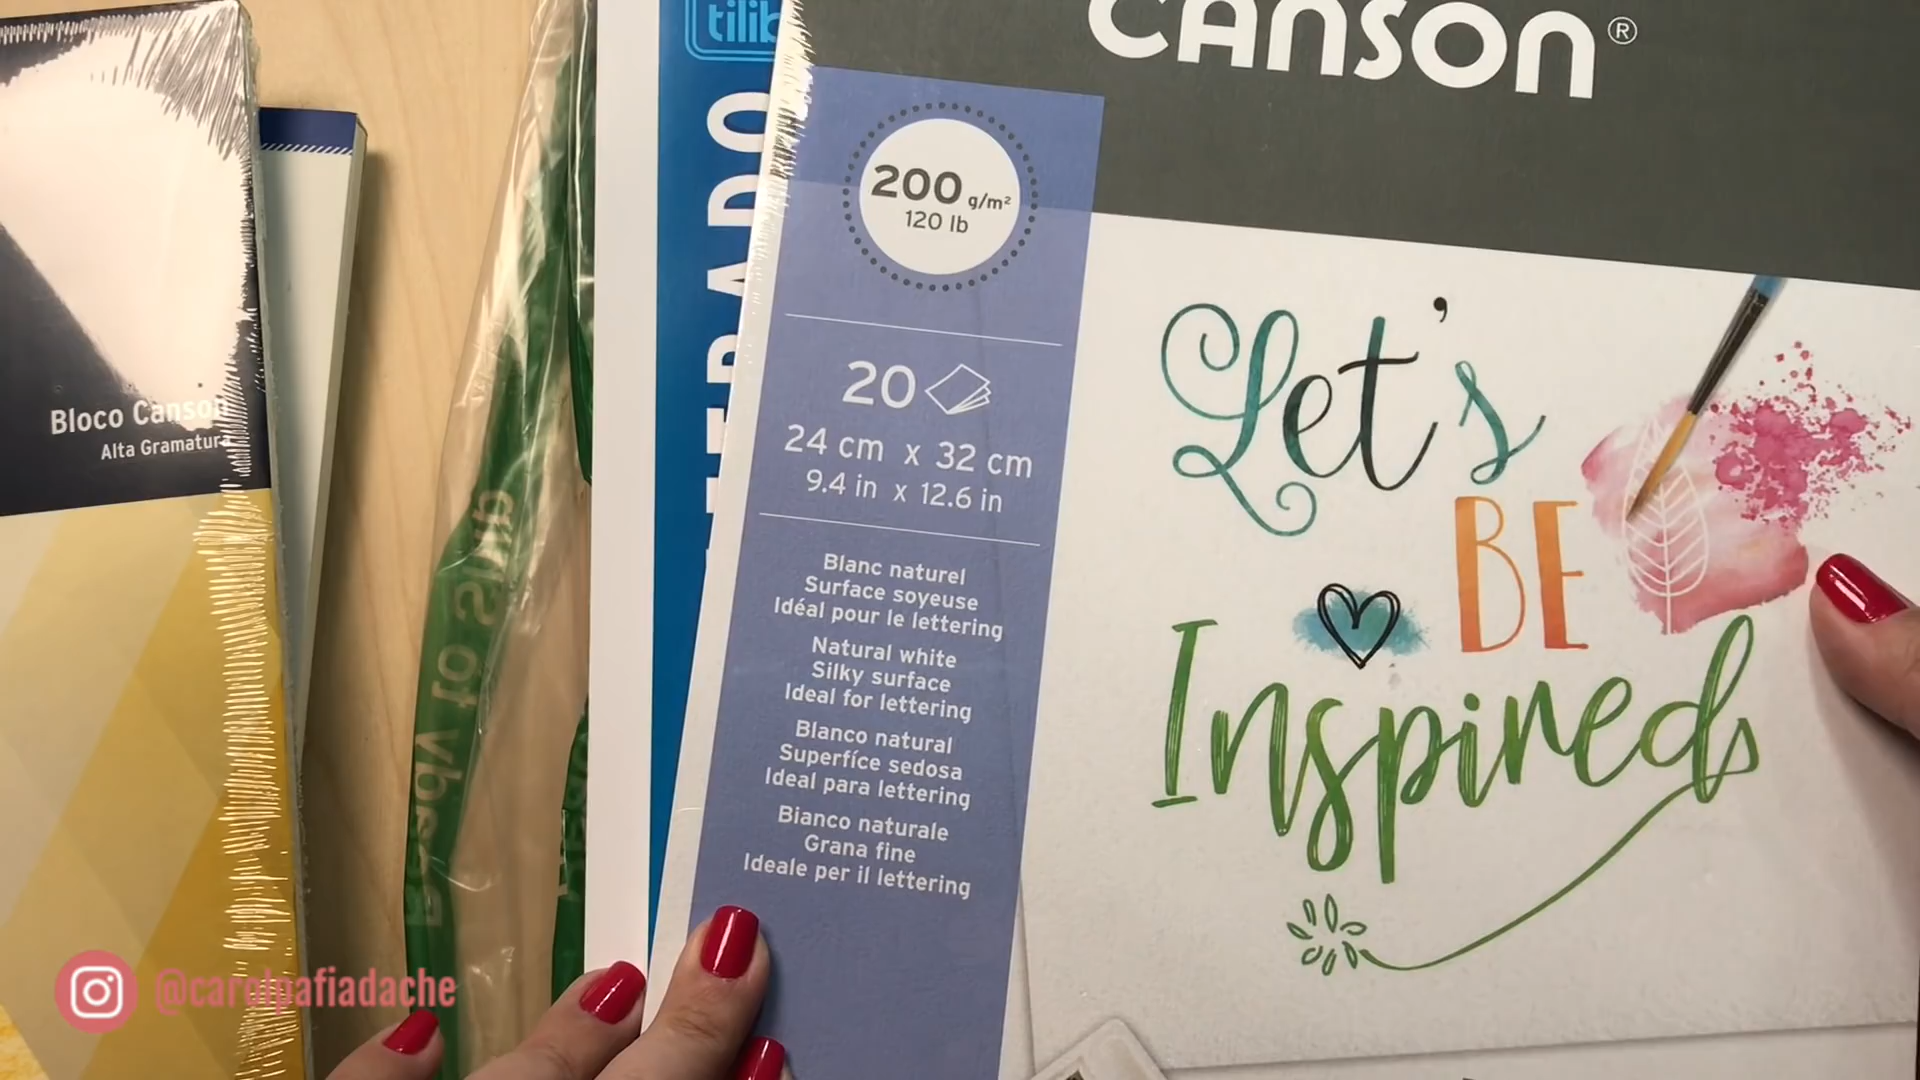 CANSON®
200 g/m²
120 lb
20
24 cm x 32 cm
9.4 in x 12.6 in
Blanc naturel
Surface soyeuse
Idéal pour le lettering
Natural white
Silky surface
Ideal for lettering
Blanco natural
Superfíce sedosa
Ideal para lettering
Bianco naturale
Grana fine
Ideale per il lettering
Let's
BE
Inspired
Bloco Canson
Alta Gramatura
Ready to
@carolpafiadache